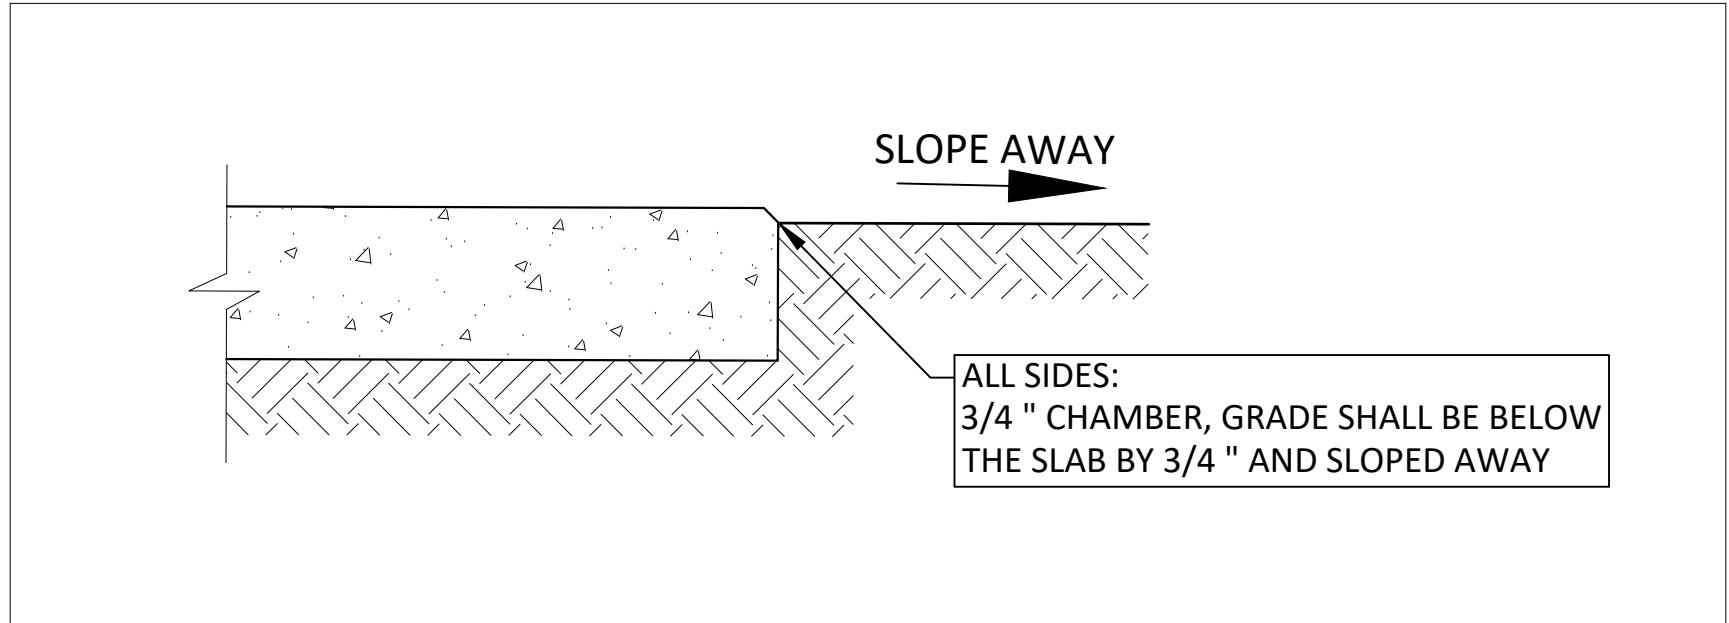 SLOPE AWAY
ALL SIDES:
3/4 " CHAMBER, GRADE SHALL BE BELOW
THE SLAB BY 3/4 " AND SLOPED AWAY